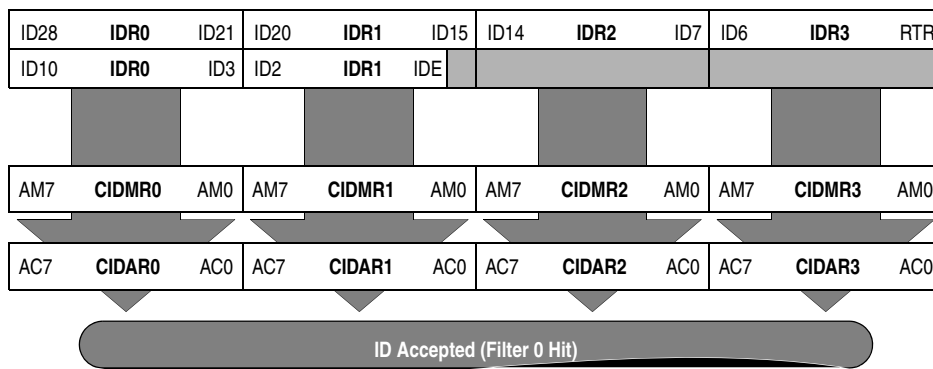 ID28 IDR0 ID21 ID20 IDR1 ID15 ID14 IDR2 ID7 ID6 IDR3 RTR
ID10 IDR0 ID3 ID2 IDR1 IDE
AM7 CIDMR0 AM0 AM7 CIDMR1 AM0 AM7 CIDMR2 AM0 AM7 CIDMR3 AM0
AC7 CIDAR0 AC0 AC7 CIDAR1 AC0 AC7 CIDAR2 AC0 AC7 CIDAR3 AC0
ID Accepted (Filter 0 Hit)